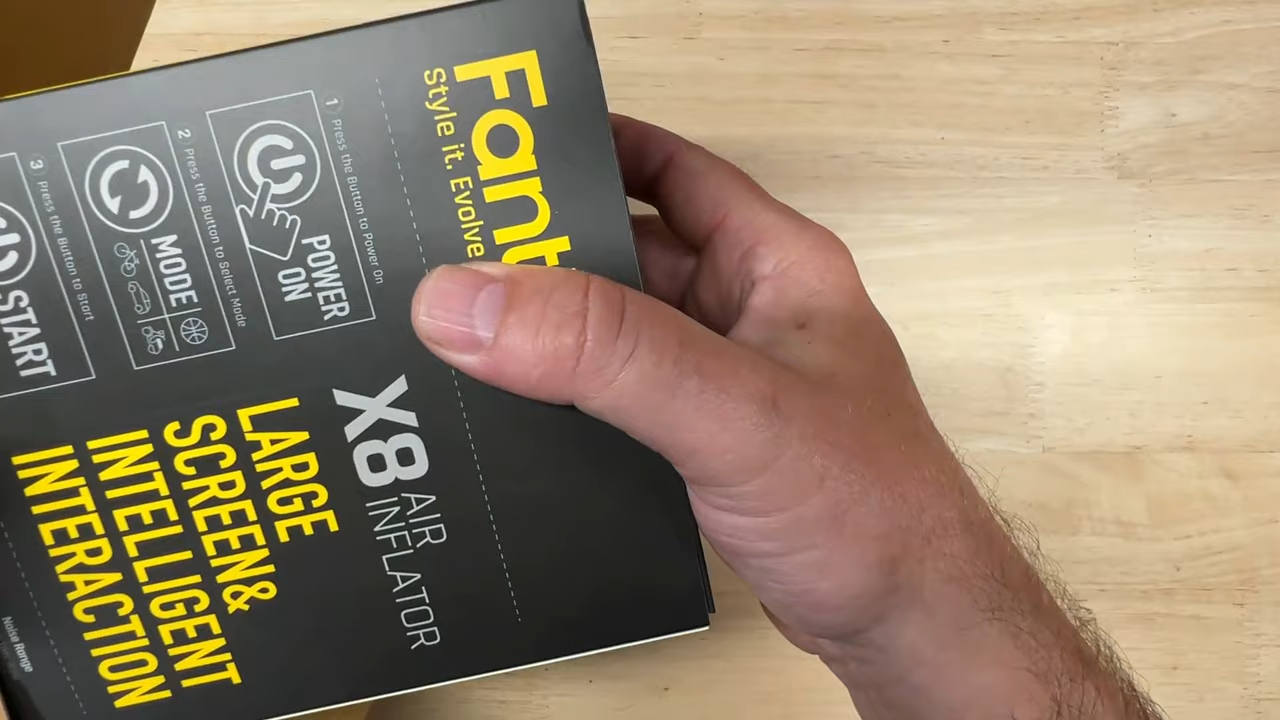 Fant
Style it. Evolve
1 Press the Button to Power On
POWER
ON
2 Press the Button to Select Mode
MODE
3 Press the Button to Start
START
X8 AIR
INFLATOR
LARGE
SCREEN&
INTELLIGENT
INTERACTION
Noise Range